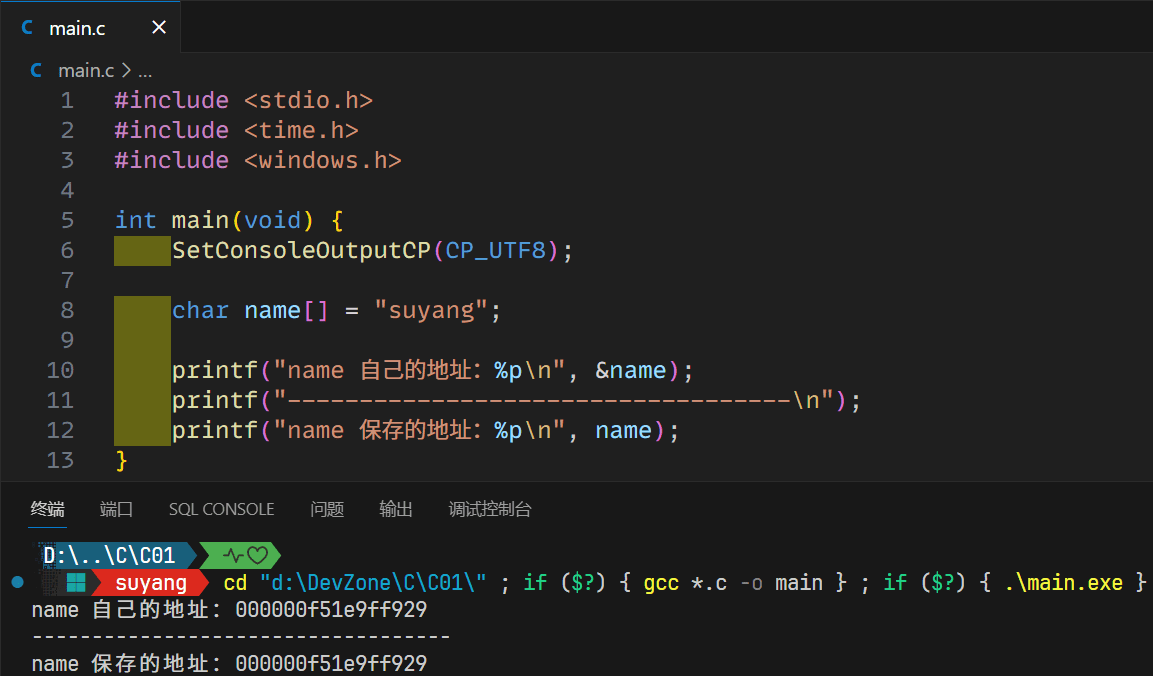 main.c
main.c > ...
1 #include <stdio.h>
2 #include <time.h>
3 #include <windows.h>
4
5 int main(void) {
6     SetConsoleOutputCP(CP_UTF8);
7
8     char name[] = "suyang";
9
10     printf("name 自己的地址: %p\n", &name);
11     printf("-----------------------------------\n");
12     printf("name 保存的地址: %p\n", name);
13 }
终端 端口 SQL CONSOLE 问题 输出 调试控制台
D:\..\C\C01
suyang cd "d:\DevZone\C\C01\" ; if ($?) { gcc *.c -o main } ; if ($?) { .\main.exe }
name 自己的地址: 000000f51e9ff929
-----------------------------------
name 保存的地址: 000000f51e9ff929